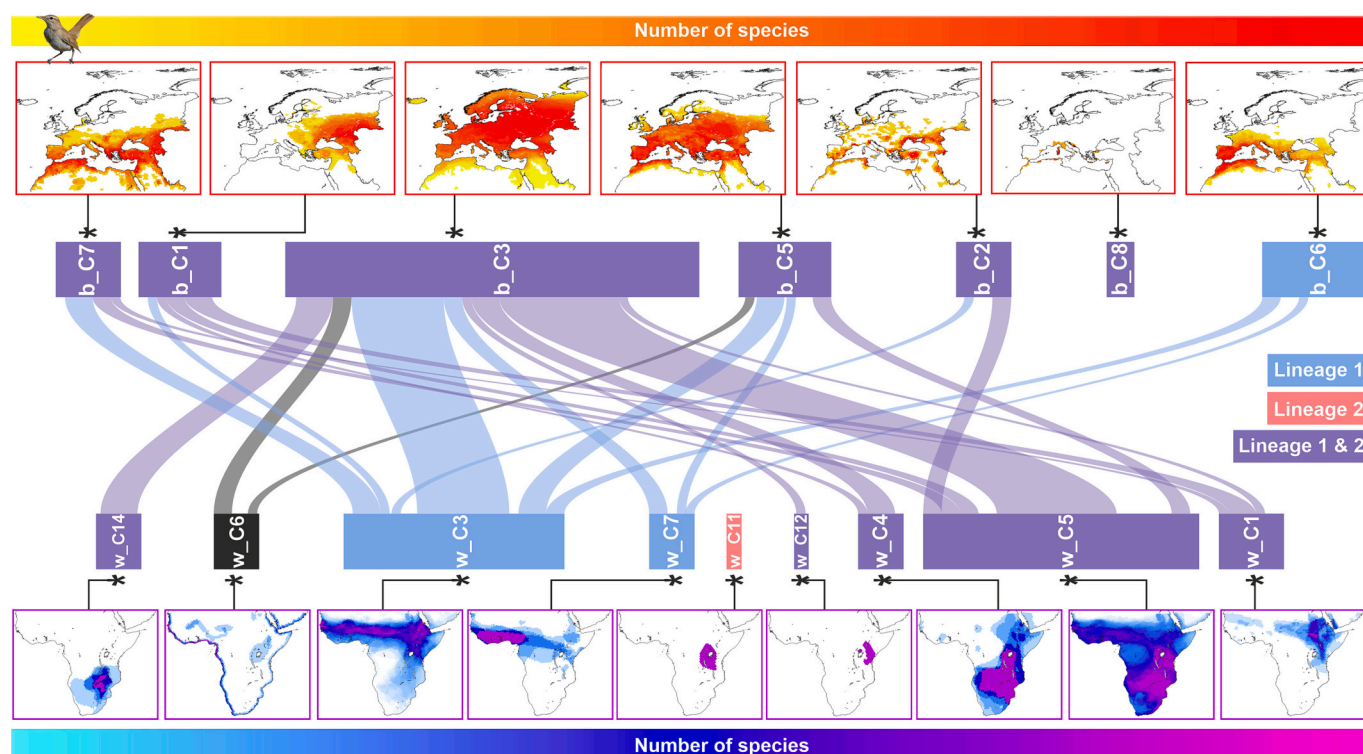 Number of species
b_C7
b_C1
b_C3
b_C5
b_C2
b_C8
b_C6
Lineage 1
Lineage 2
Lineage 1 & 2
w_C14
w_C6
w_C3
w_C7
w_C11
w_C12
w_C4
w_C5
w_C1
Number of species